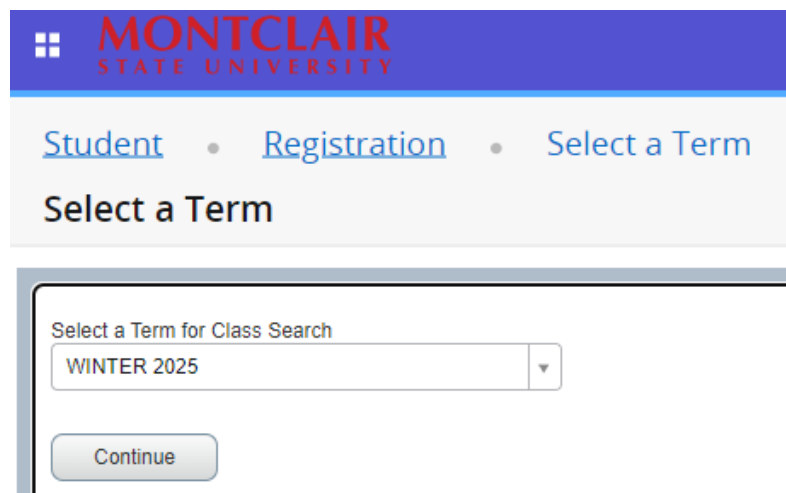 MONTCLAIR
STATE UNIVERSITY
Student • Registration • Select a Term
Select a Term
Select a Term for Class Search
WINTER 2025
Continue